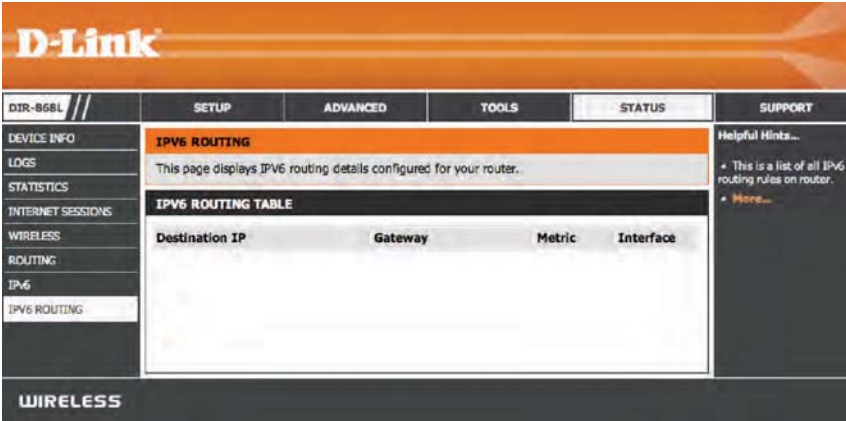 D-Link
DIR-868L
SETUP
ADVANCED
TOOLS
STATUS
SUPPORT
DEVICE INFO
LOGS
STATISTICS
INTERNET SESSIONS
WIRELESS
ROUTING
IPv6
IPV6 ROUTING
IPV6 ROUTING
This page displays IPV6 routing details configured for your router.
IPV6 ROUTING TABLE
Destination IP Gateway Metric Interface
Helpful Hints...
• This is a list of all IPv6
routing rules on router.
• More...
WIRELESS